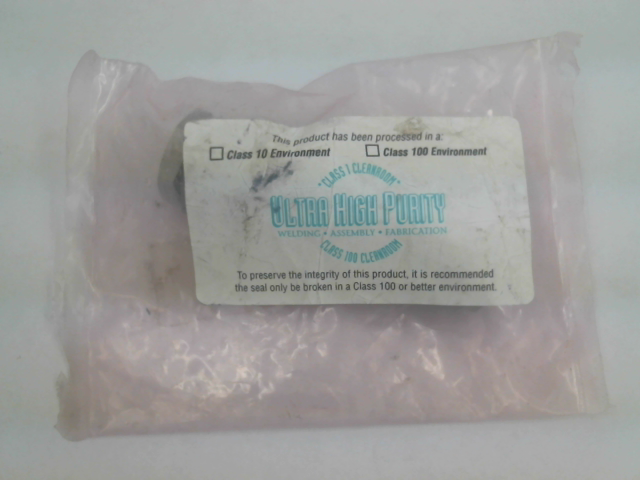 This product has been processed in a:
Class 10 Environment Class 100 Environment
"CLASS 1 CLEANROOM"
ULTRA HIGH PURITY
WELDING • ASSEMBLY • FABRICATION
CLASS 100 CLEANROOM
To preserve the integrity of this product, it is recommended
the seal only be broken in a Class 100 or better environment.